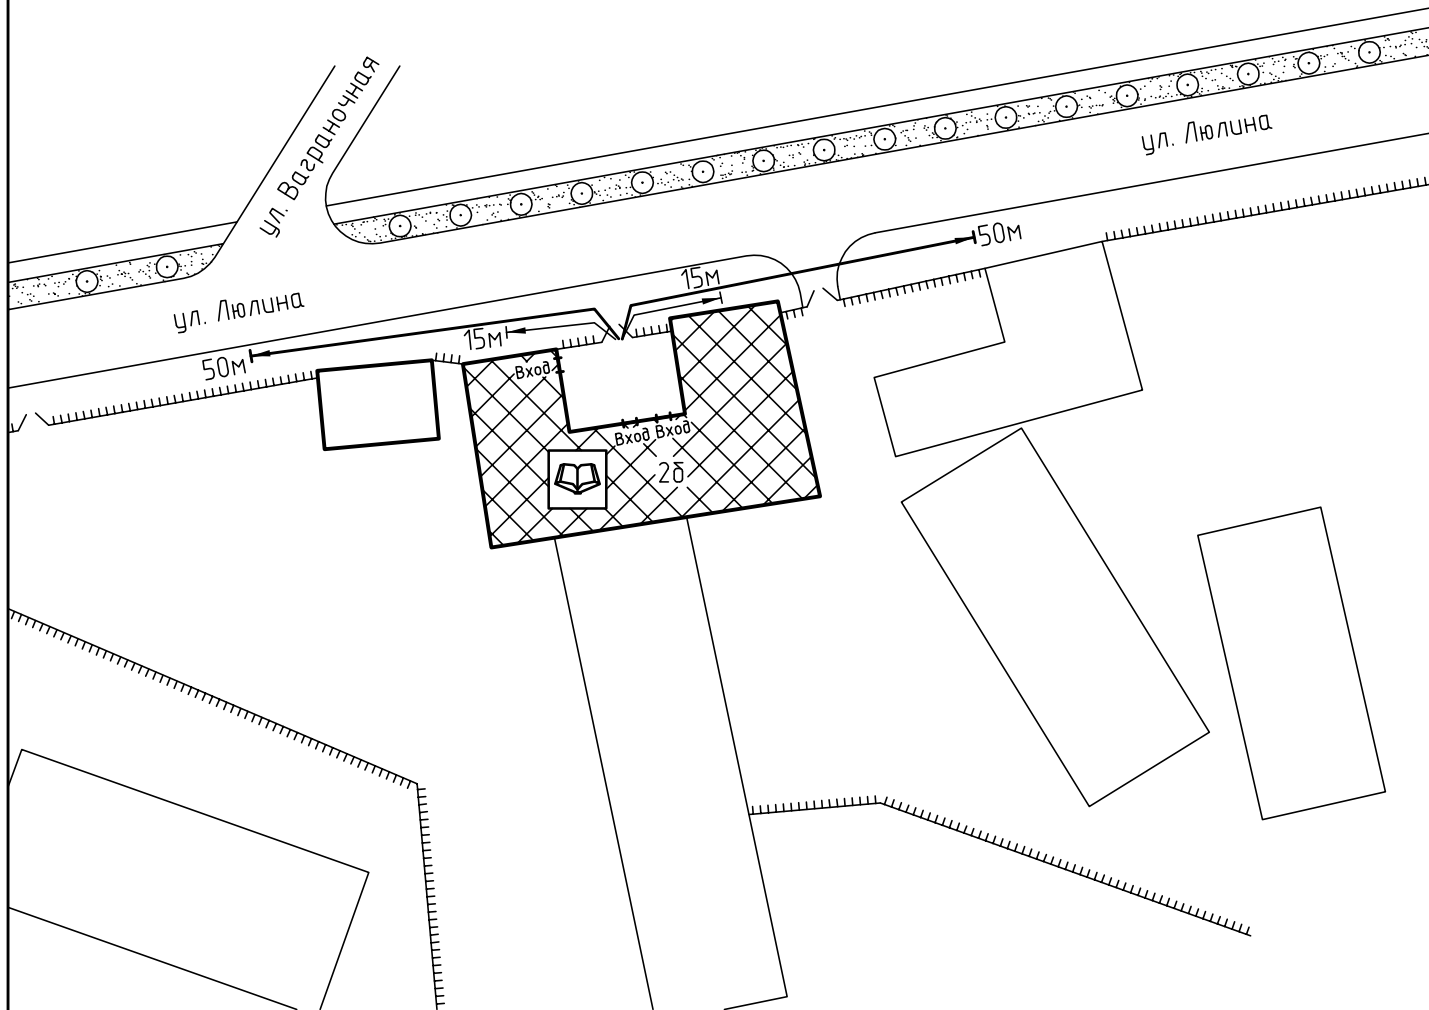 ул. Ваграночная
ул. Люлина
50м
15м
ул. Люлина
15м
50м
Вход
Вход Вход
2б